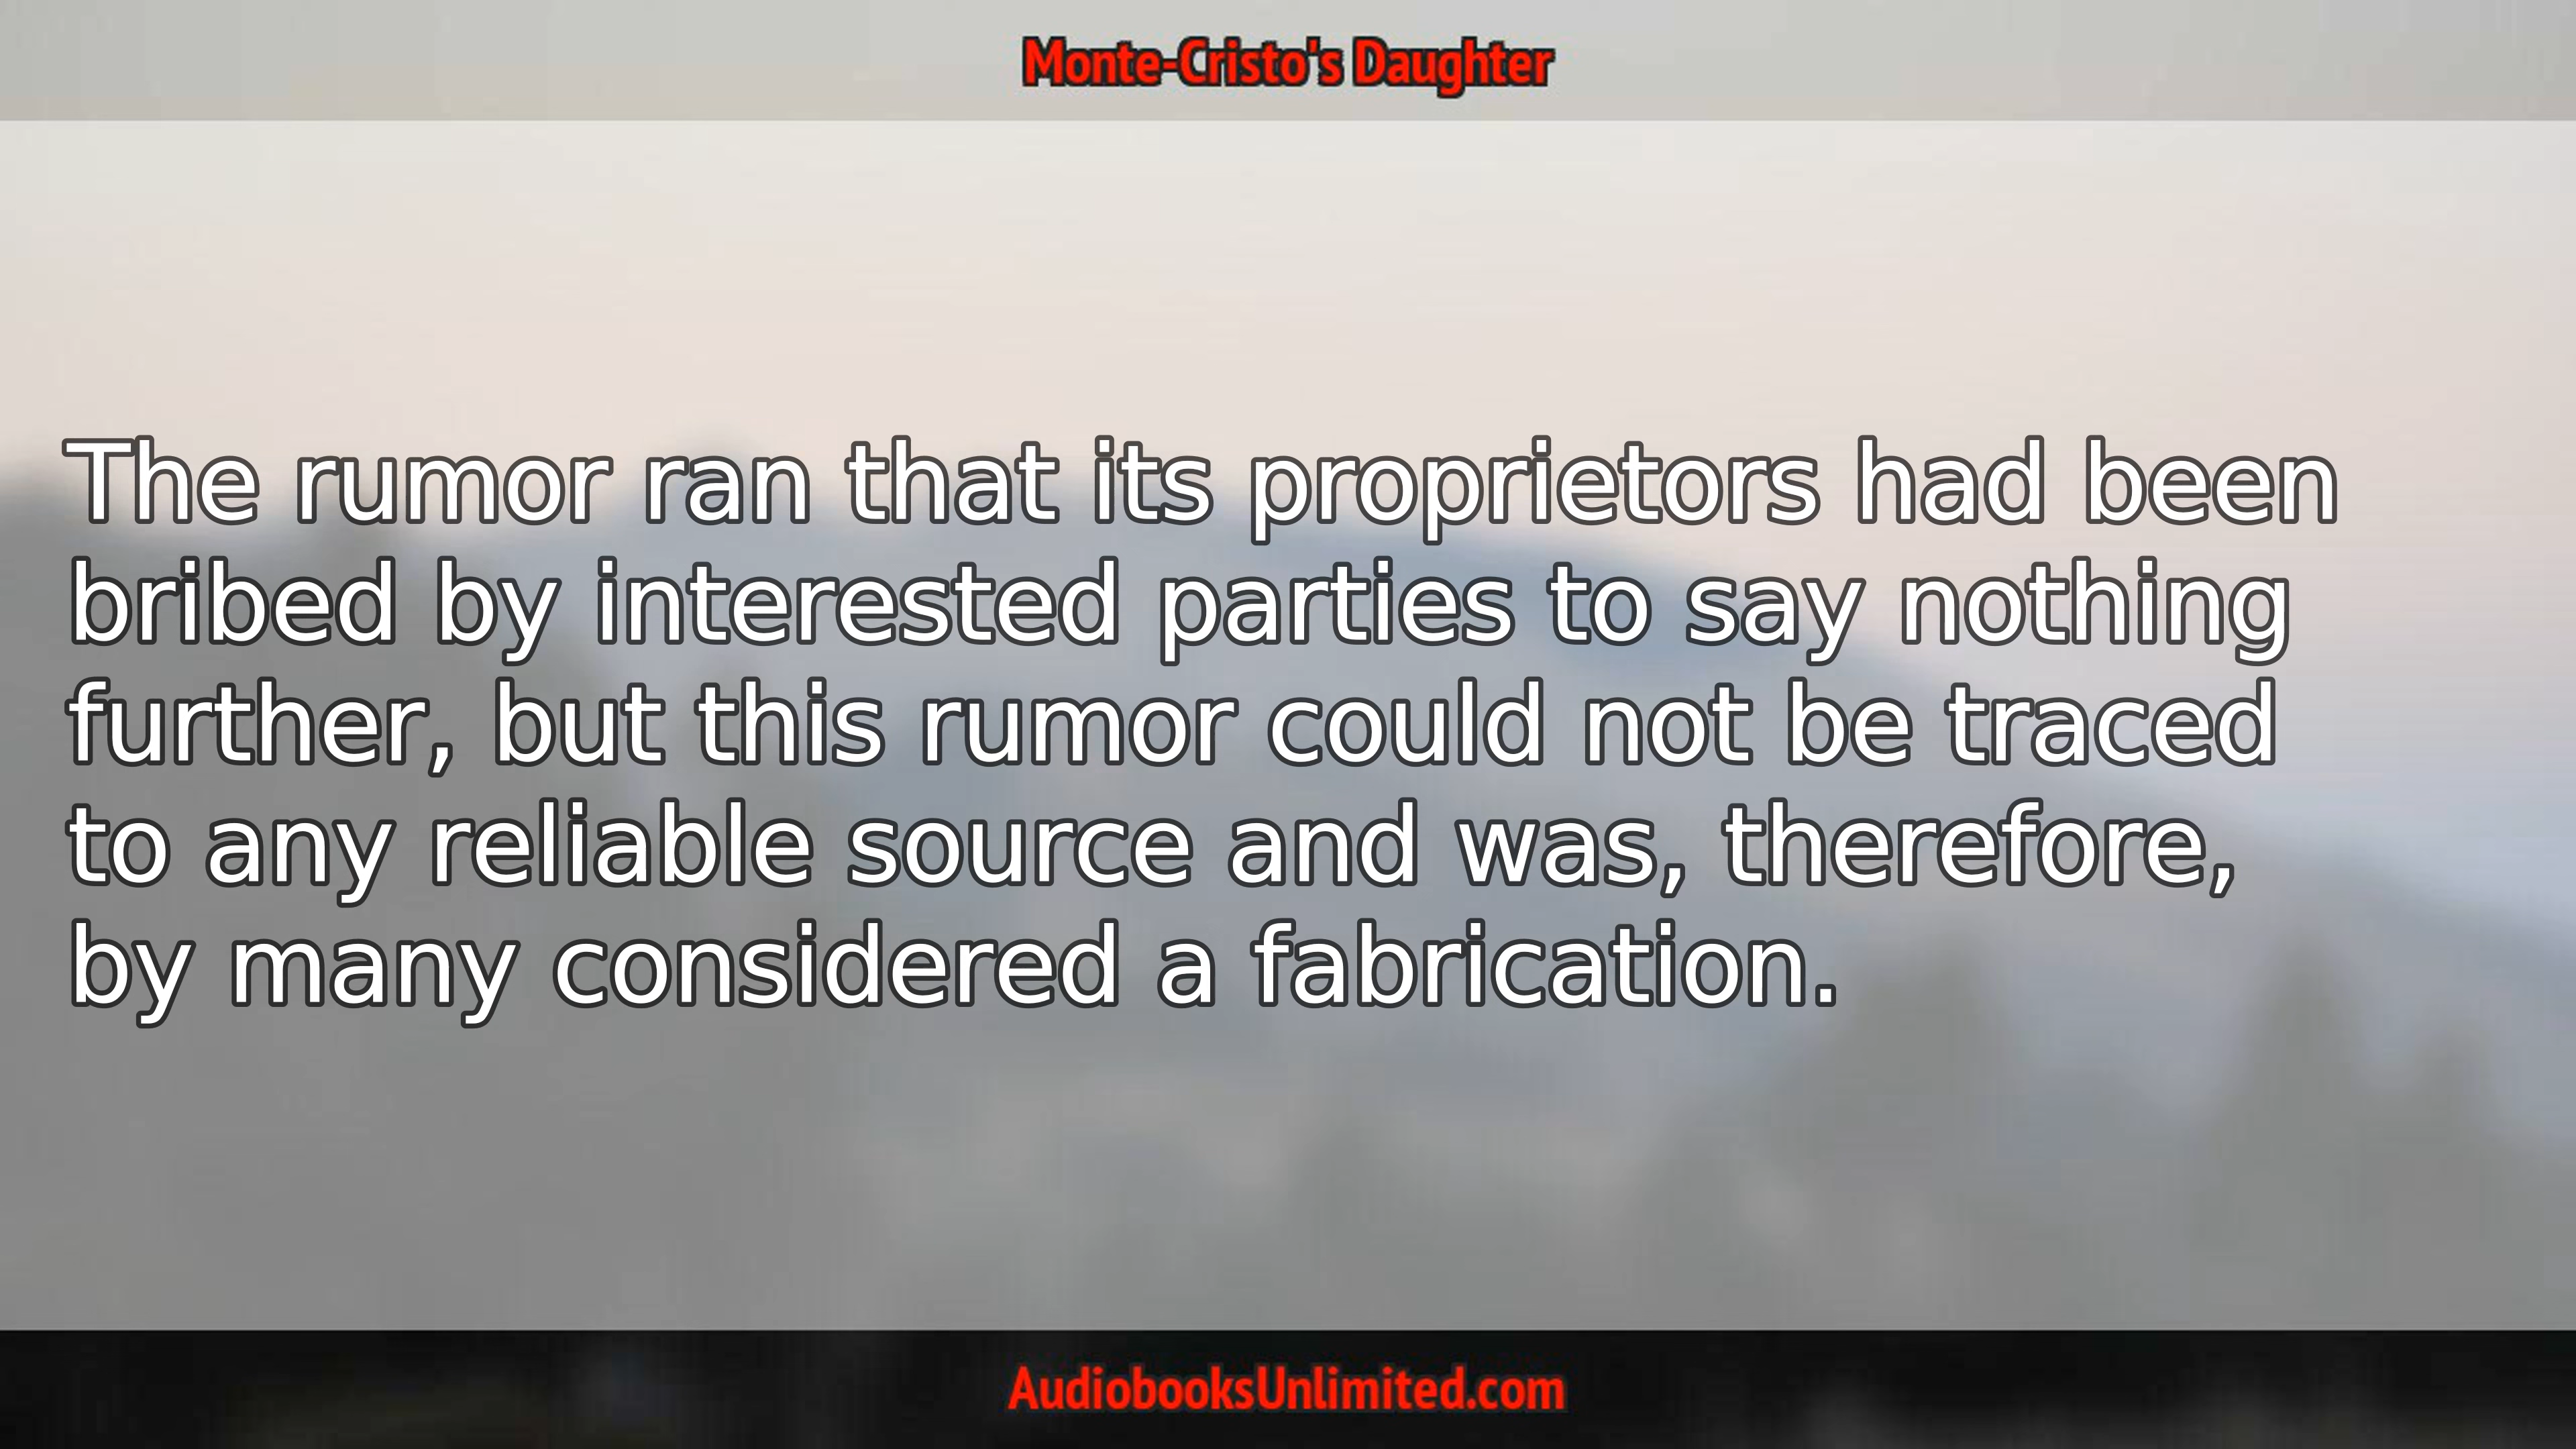 Monte-Cristo's Daughter
The rumor ran that its proprietors had been
bribed by interested parties to say nothing
further, but this rumor could not be traced
to any reliable source and was, therefore,
by many considered a fabrication.
AudiobooksUnlimited.com